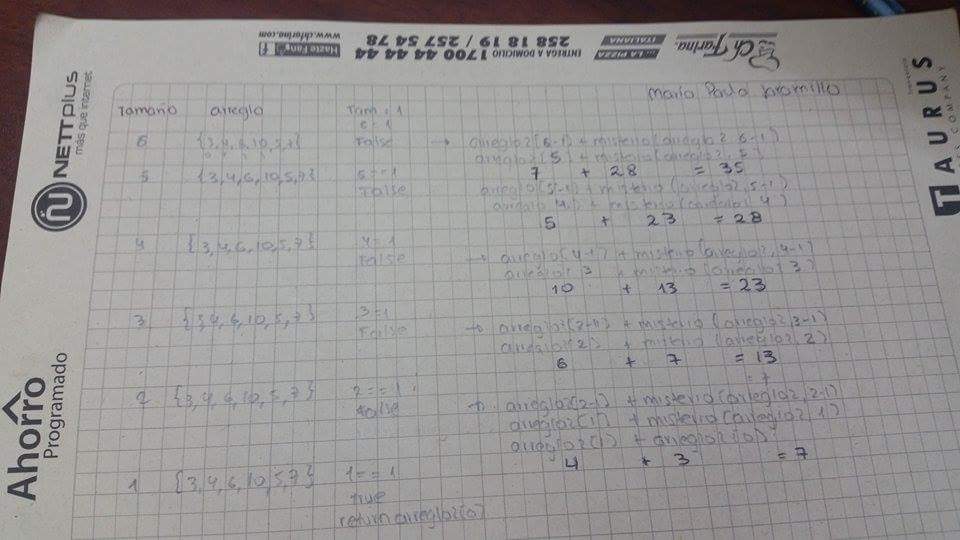 Ch Farina.
LA PIZZA ITALIANA
ENTREGA A DOMICILIO 1700 44 44 44
258 18 19 / 257 54 78
Hazte Fan
www.chfarina.com
NETTplus
más que internet
Ahorro
Programado
TAURUS
COMPANY
María Paula Jaramillo
Tamaño arreglo Tam = 1
6 = 1
6 {3,4,6,10,5,7} False → arreglo2(6-1) + misterio(arreglo2, 6-1)
arreglo2(5) + misterio(arreglo2, 5)
7 + 28 = 35
5 {3,4,6,10,5,7} 5 == 1
False arreglo(5-1) + misterio(arreglo2, 5-1)
arreglo(4) + misterio(arreglo2, 4)
5 + 23 = 28
4 {3,4,6,10,5,7} 4 = 1
False → arreglo(4-1) + misterio(arreglo2, 4-1)
arreglo(3 + misterio(arreglo 3)
10 + 13 = 23
3 {3,4,6,10,5,7} 3 = 1
False → arreglo2(3-1) + misterio(arreglo2, 3-1)
arreglo2(2) + misterio(arreglo2, 2)
6 + 7 = 13
2 {3,4,6,10,5,7} 2 == 1
false → arreglo2(2-1) + misterio(arreglo2, 2-1)
arreglo2(1) + misterio(arreglo2, 1)
arreglo2(1) + arreglo2(0)
4 + 3 = 7
1 {3,4,6,10,5,7} 1 == 1
true
return arreglo2(0)